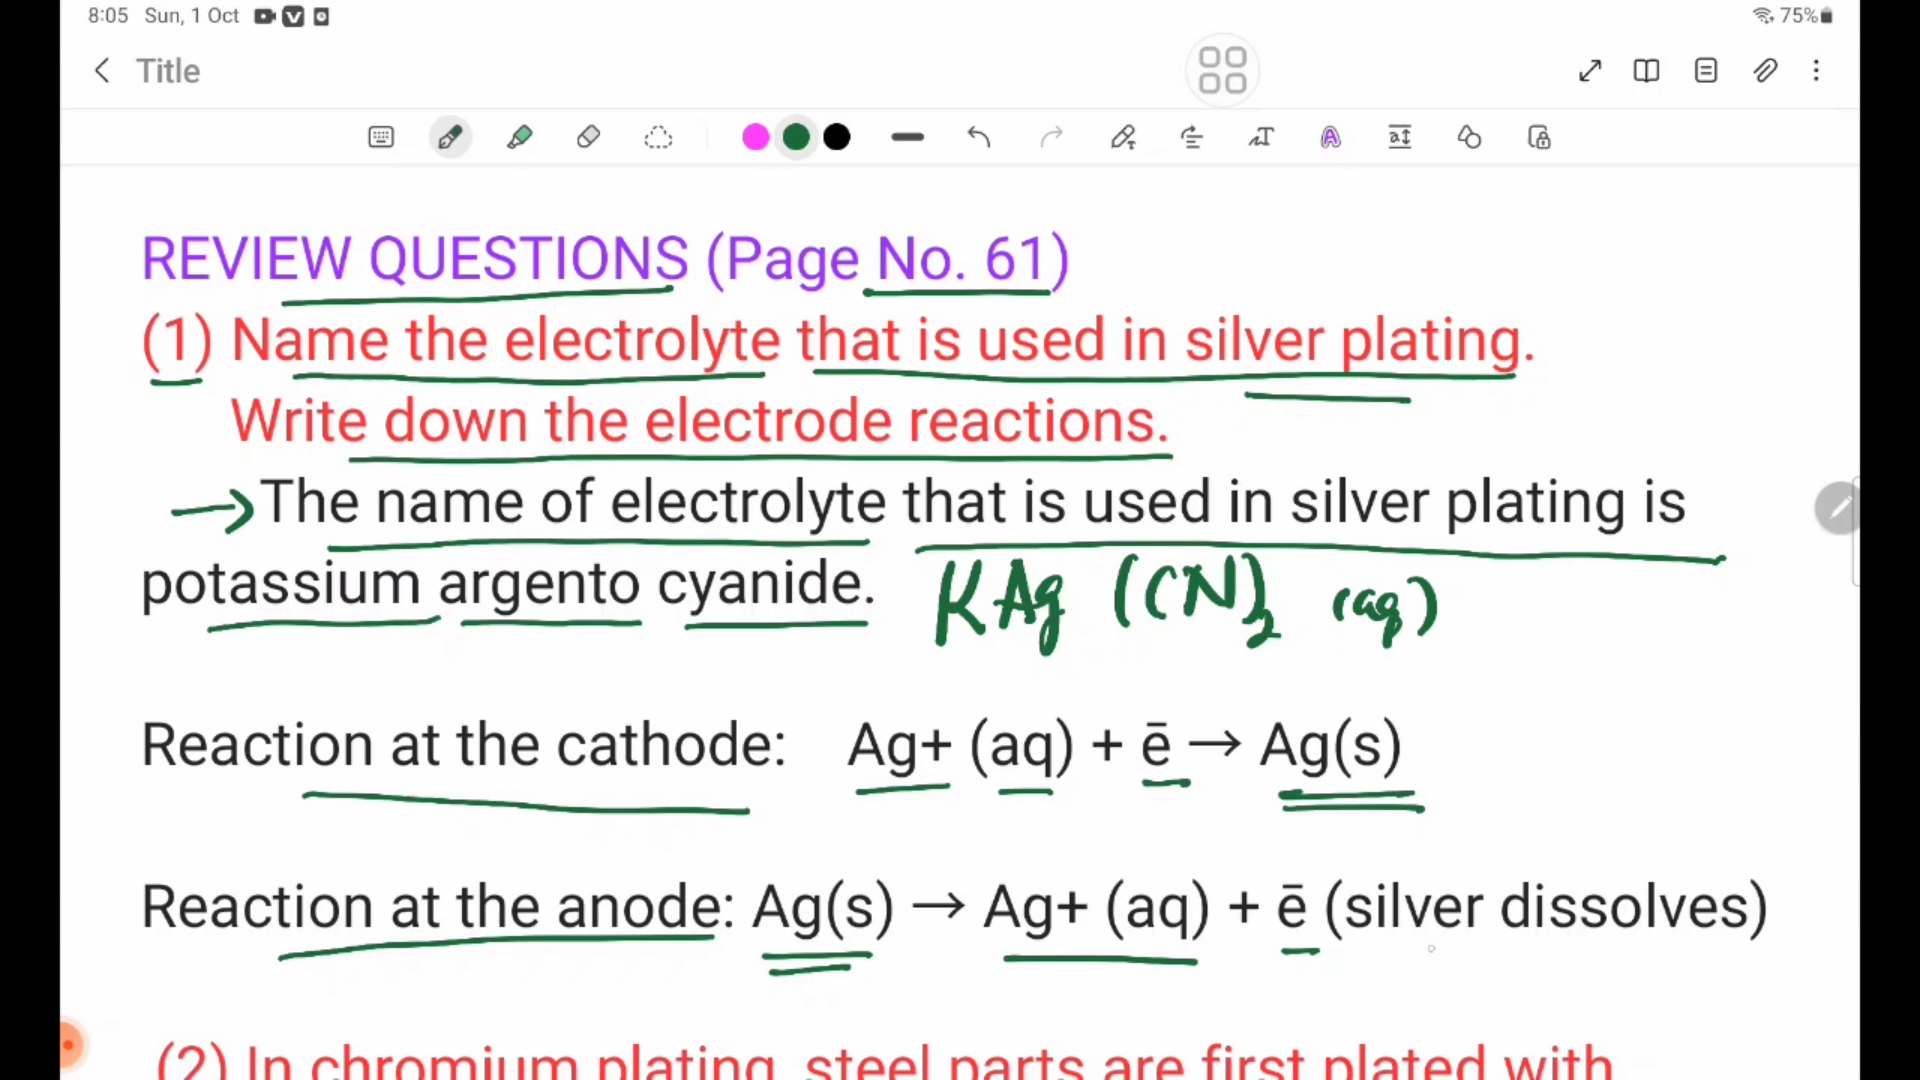 8:05 Sun, 1 Oct
75%
Title
REVIEW QUESTIONS (Page No. 61)
(1) Name the electrolyte that is used in silver plating.
Write down the electrode reactions.
→The name of electrolyte that is used in silver plating is
potassium argento cyanide. KAg (CN)2 (aq)
Reaction at the cathode: Ag+ (aq) + ē → Ag(s)
Reaction at the anode: Ag(s) → Ag+ (aq) + ē (silver dissolves)
(2) In chromium plating, steel parts are first plated with